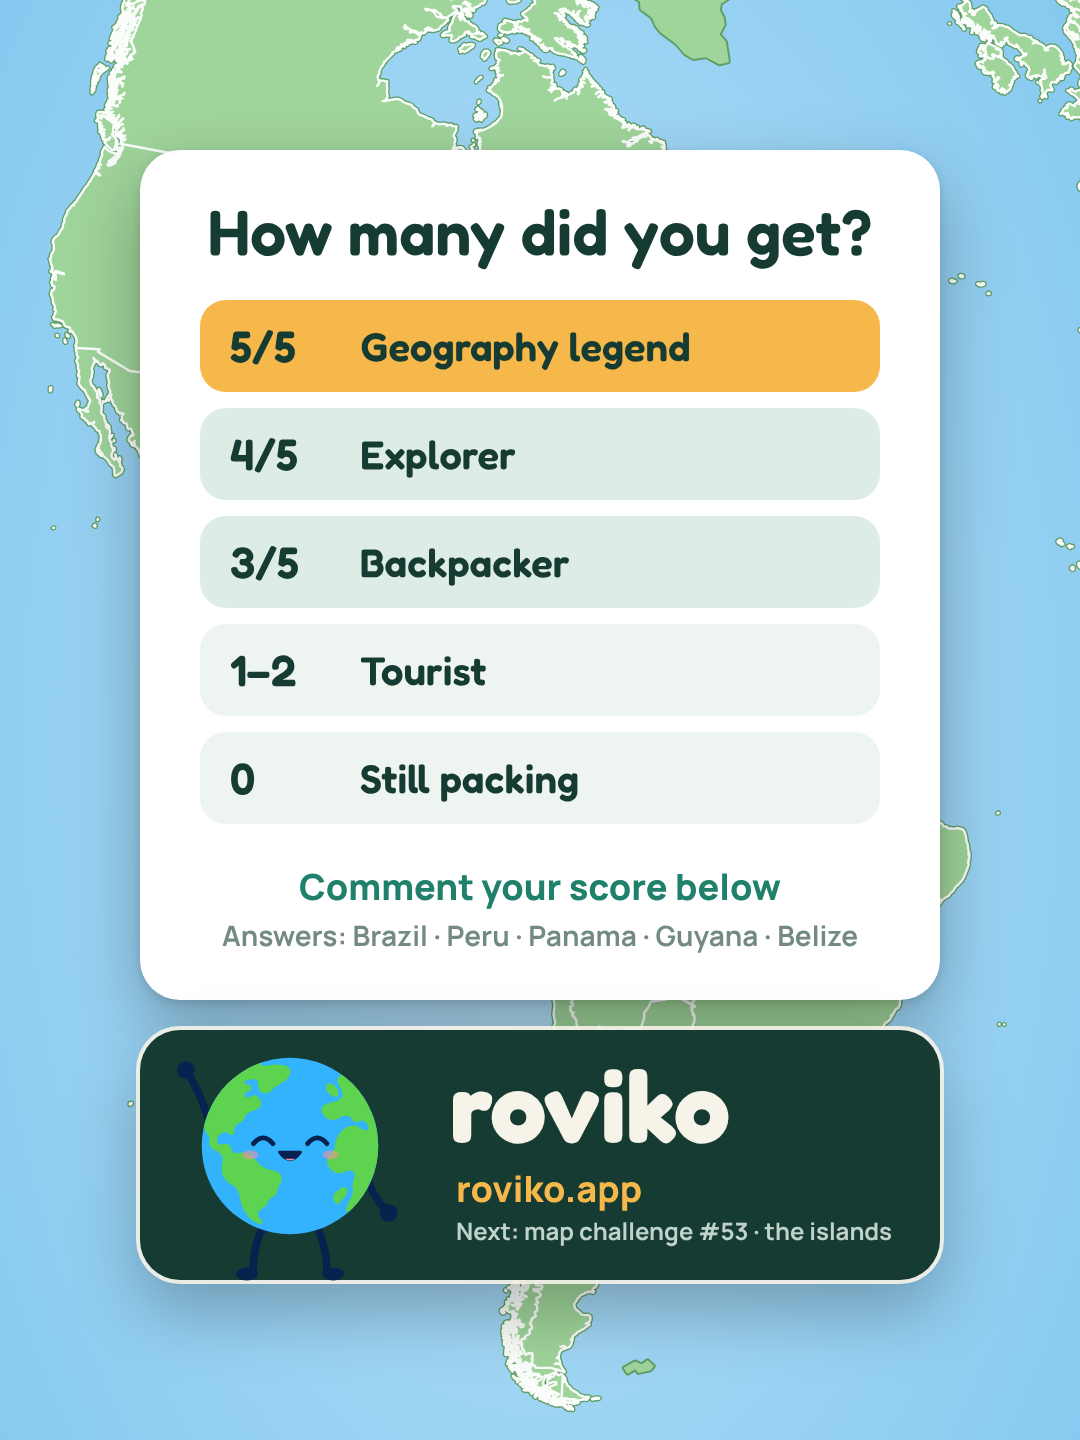 How many did you get?
5/5 Geography legend
4/5 Explorer
3/5 Backpacker
1–2 Tourist
0 Still packing
Comment your score below
Answers: Brazil · Peru · Panama · Guyana · Belize
roviko
roviko.app
Next: map challenge #53 · the islands